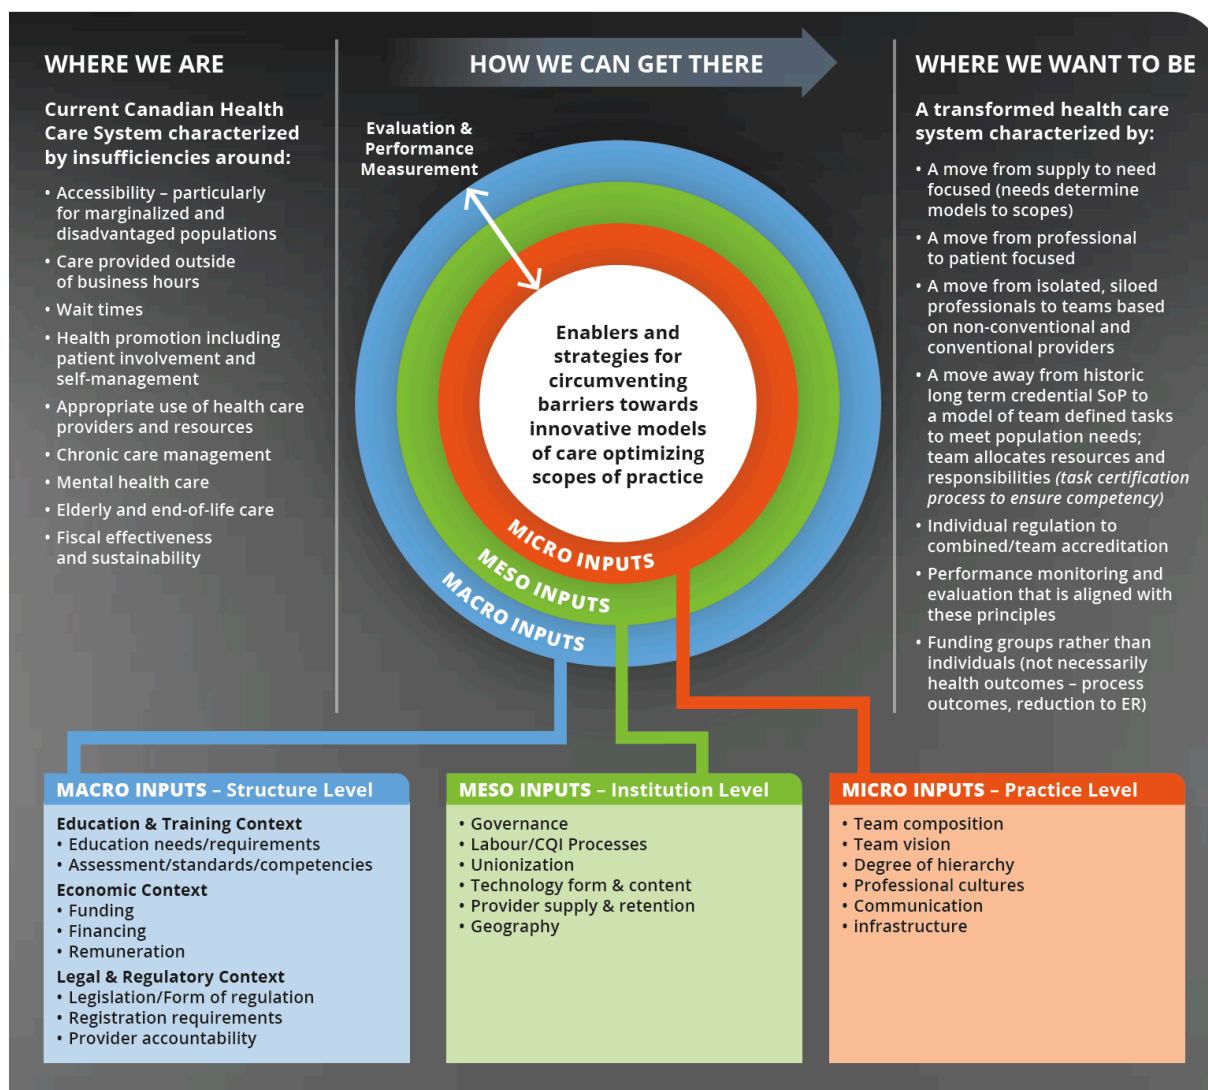 WHERE WE ARE
Current Canadian Health
Care System characterized
by insufficiencies around:
• Accessibility – particularly
for marginalized and
disadvantaged populations
• Care provided outside
of business hours
• Wait times
• Health promotion including
patient involvement and
self-management
• Appropriate use of health care
providers and resources
• Chronic care management
• Mental health care
• Elderly and end-of-life care
• Fiscal effectiveness
and sustainability
HOW WE CAN GET THERE
Evaluation &
Performance
Measurement
Enablers and
strategies for
circumventing
barriers towards
innovative models
of care optimizing
scopes of practice
MICRO INPUTS
MESO INPUTS
MACRO INPUTS
WHERE WE WANT TO BE
A transformed health care
system characterized by:
• A move from supply to need
focused (needs determine
models to scopes)
• A move from professional
to patient focused
• A move from isolated, siloed
professionals to teams based
on non-conventional and
conventional providers
• A move away from historic
long term credential SoP to
a model of team defined tasks
to meet population needs;
team allocates resources and
responsibilities (task certification
process to ensure competency)
• Individual regulation to
combined/team accreditation
• Performance monitoring and
evaluation that is aligned with
these principles
• Funding groups rather than
individuals (not necessarily
health outcomes – process
outcomes, reduction to ER)
MACRO INPUTS – Structure Level
Education & Training Context
• Education needs/requirements
• Assessment/standards/competencies
Economic Context
• Funding
• Financing
• Remuneration
Legal & Regulatory Context
• Legislation/Form of regulation
• Registration requirements
• Provider accountability
MESO INPUTS – Institution Level
• Governance
• Labour/CQI Processes
• Unionization
• Technology form & content
• Provider supply & retention
• Geography
MICRO INPUTS – Practice Level
• Team composition
• Team vision
• Degree of hierarchy
• Professional cultures
• Communication
• infrastructure